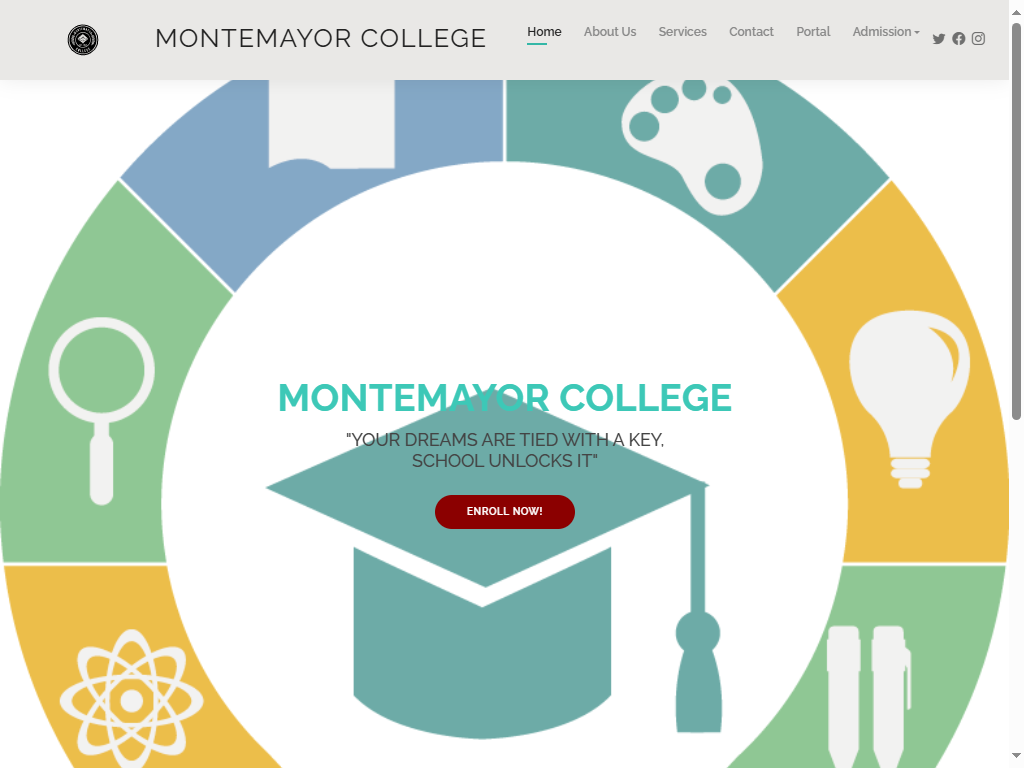 MONTEMAYOR COLLEGE
Home About Us Services Contact Portal Admission
MONTEMAYOR COLLEGE
"YOUR DREAMS ARE TIED WITH A KEY,
SCHOOL UNLOCKS IT"
ENROLL NOW!